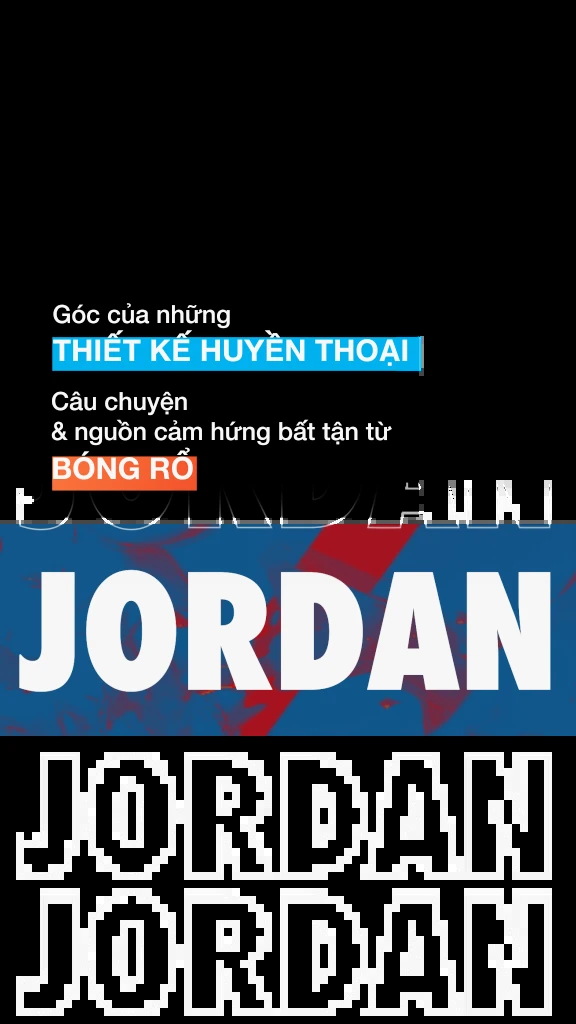 Góc của những
THIẾT KẾ HUYỀN THOẠI
Câu chuyện
& nguồn cảm hứng bất tận từ
BÓNG RỔ
JORDAN
JORDAN
JORDAN
JORDAN